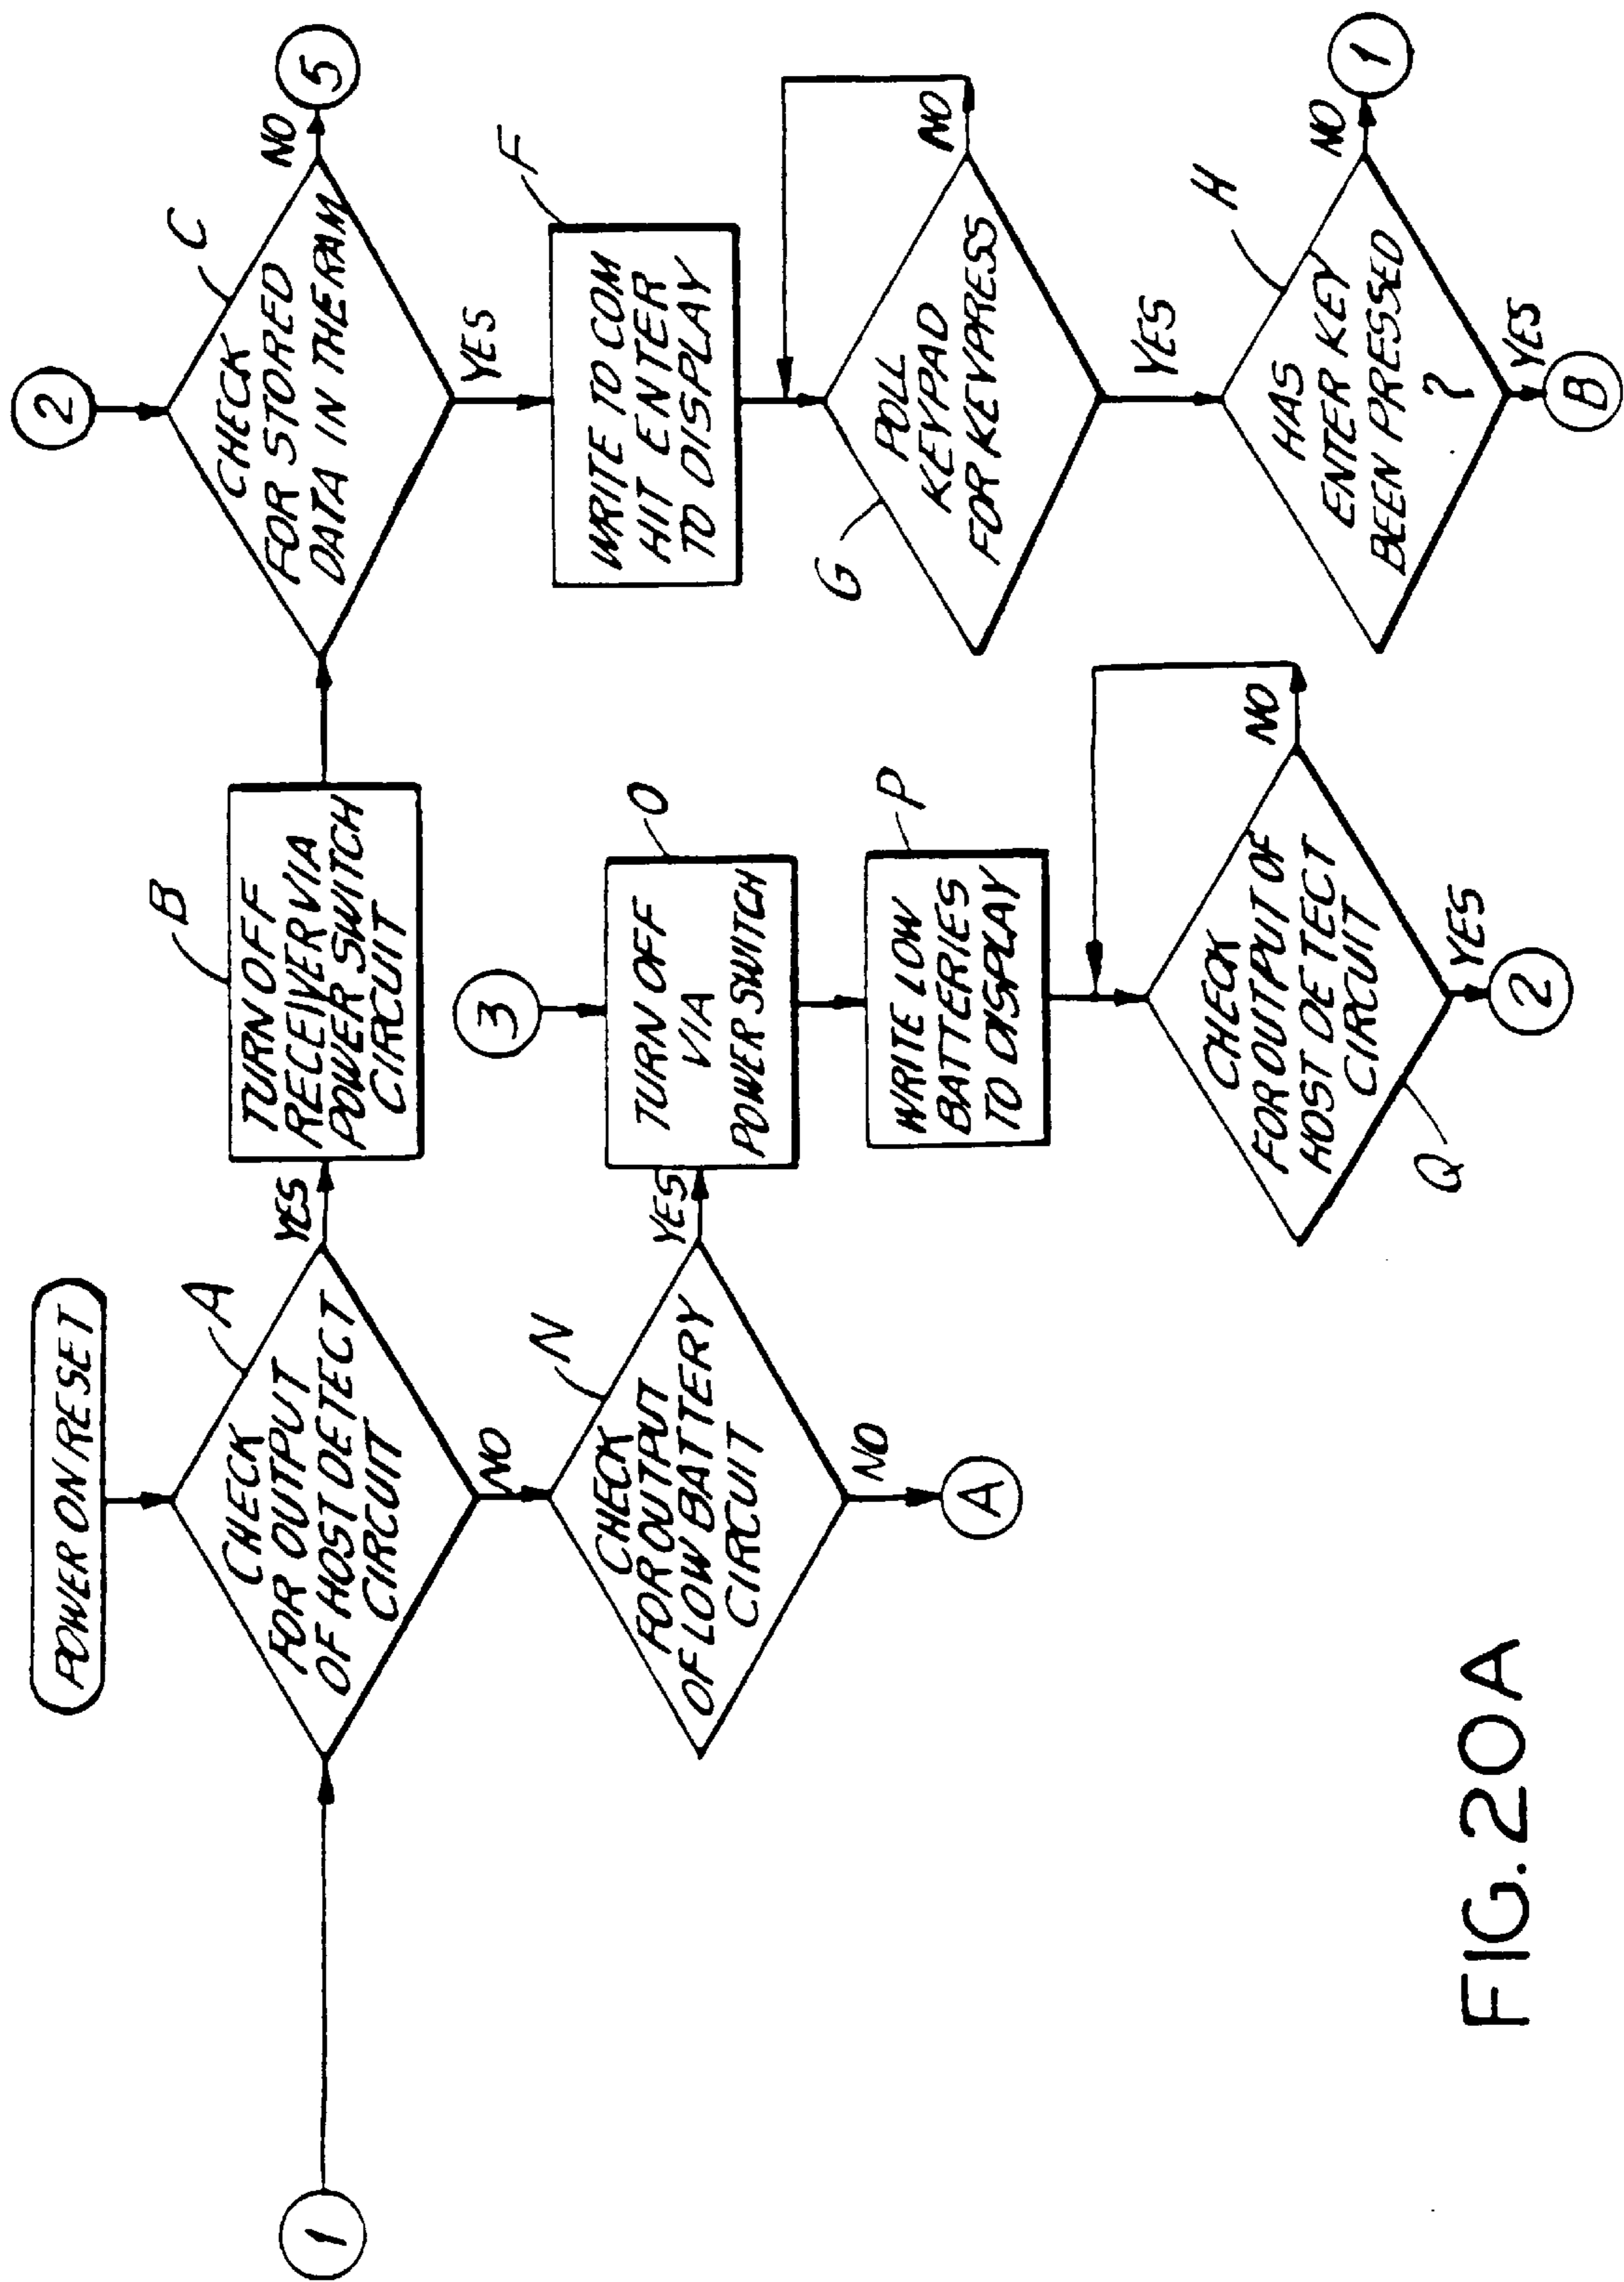 POWER ON RESET
1
A
CHECK
FOR OUTPUT
OF HOST DETECT
CIRCUIT
YES
NO
B
TURN OFF
RECEIVER VIA
POWER SWITCH
CIRCUIT
2
C
CHECK
FOR STORED
DATA IN THE RAM
NO
5
YES
F
WRITE TO COM
HIT ENTER
TO DISPLAY
G
POLL
KEYPAD
FOR KEYPRESS
NO
YES
H
HAS
ENTER KEY
BEEN PRESSED
?
NO
1
YES
B
N
CHECK
FOR OUTPUT
OF LOW BATTERY
CIRCUIT
YES
NO
A
3
O
TURN OFF
VIA
POWER SWITCH
P
WRITE LOW
BATTERIES
TO DISPLAY
Q
CHECK
FOR OUTPUT OF
HOST DETECT
CIRCUIT
NO
YES
2
FIG. 20A